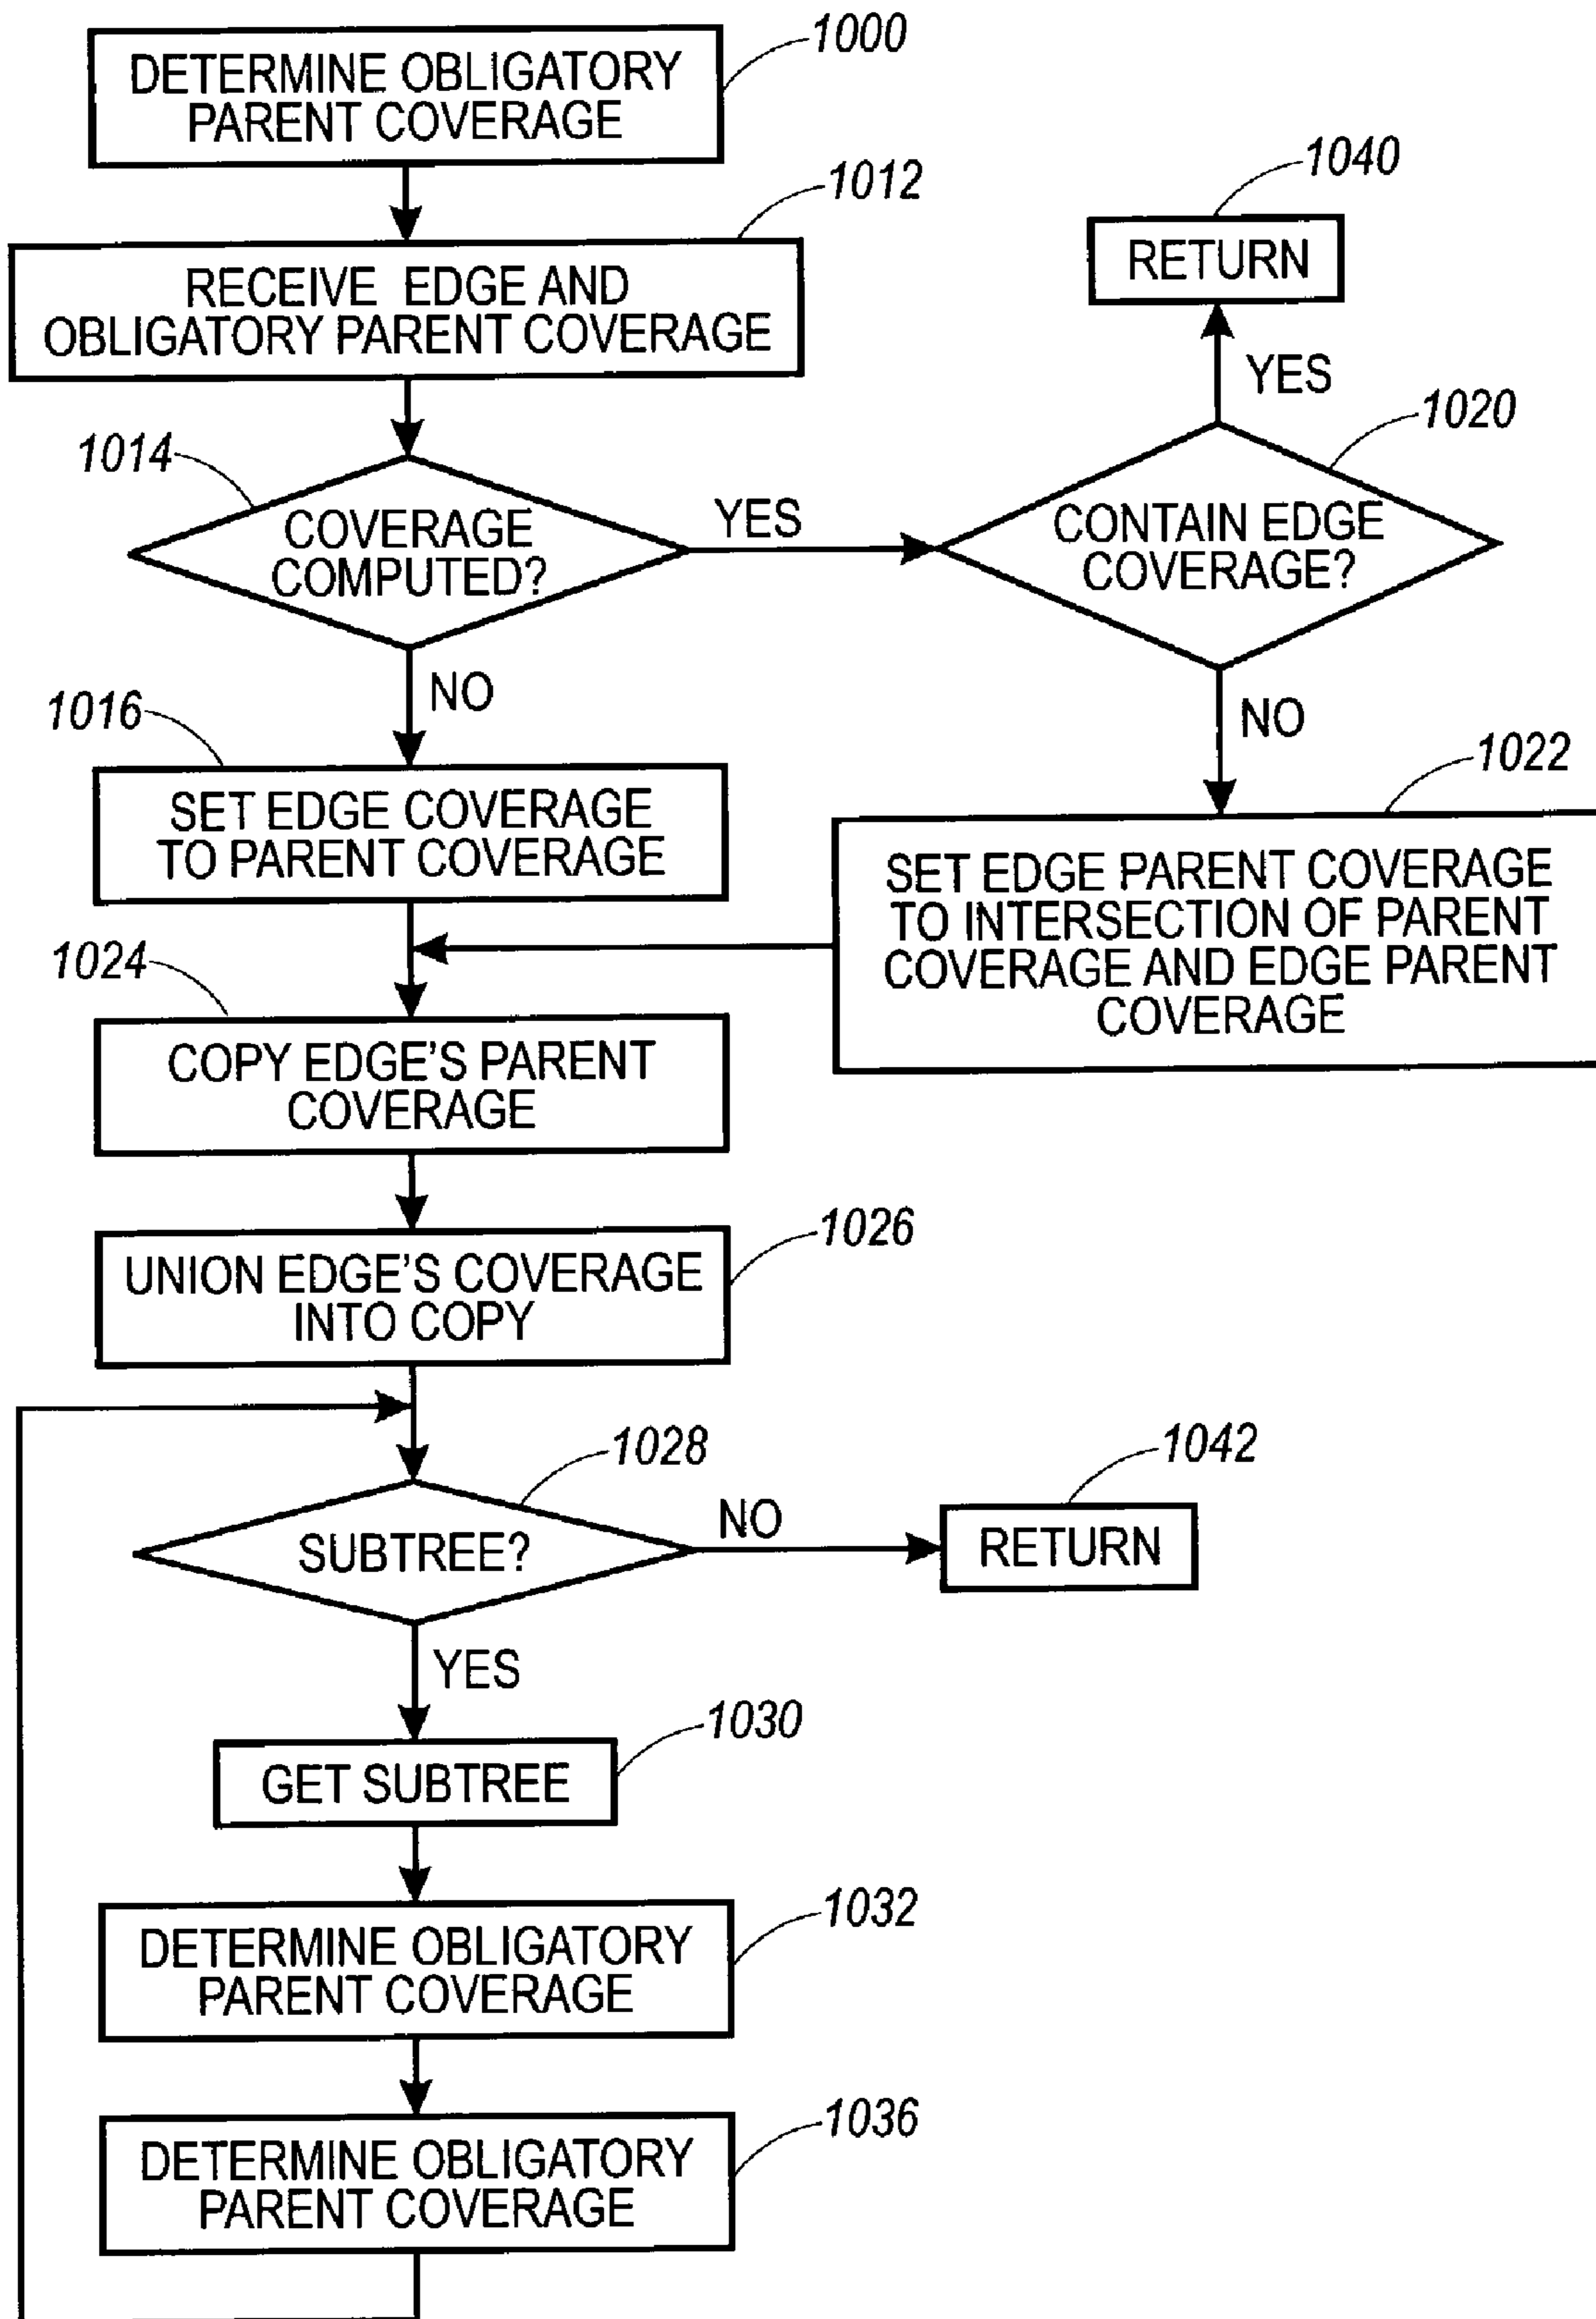 1000
DETERMINE OBLIGATORY
PARENT COVERAGE
1012
RECEIVE EDGE AND
OBLIGATORY PARENT COVERAGE
1040
RETURN
YES
1014
COVERAGE
COMPUTED?
YES
1020
CONTAIN EDGE
COVERAGE?
NO
NO
1016
SET EDGE COVERAGE
TO PARENT COVERAGE
1022
SET EDGE PARENT COVERAGE
TO INTERSECTION OF PARENT
COVERAGE AND EDGE PARENT
COVERAGE
1024
COPY EDGE'S PARENT
COVERAGE
1026
UNION EDGE'S COVERAGE
INTO COPY
1028
SUBTREE?
NO
1042
RETURN
YES
1030
GET SUBTREE
1032
DETERMINE OBLIGATORY
PARENT COVERAGE
1036
DETERMINE OBLIGATORY
PARENT COVERAGE